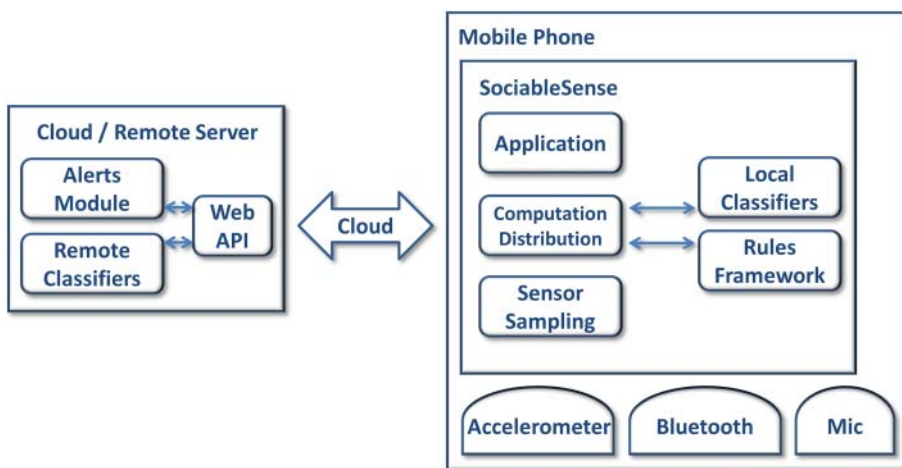 Cloud / Remote Server
Alerts
Module
Remote
Classifiers
Web
API
Cloud
Mobile Phone
SociableSense
Application
Computation
Distribution
Sensor
Sampling
Local
Classifiers
Rules
Framework
Accelerometer
Bluetooth
Mic